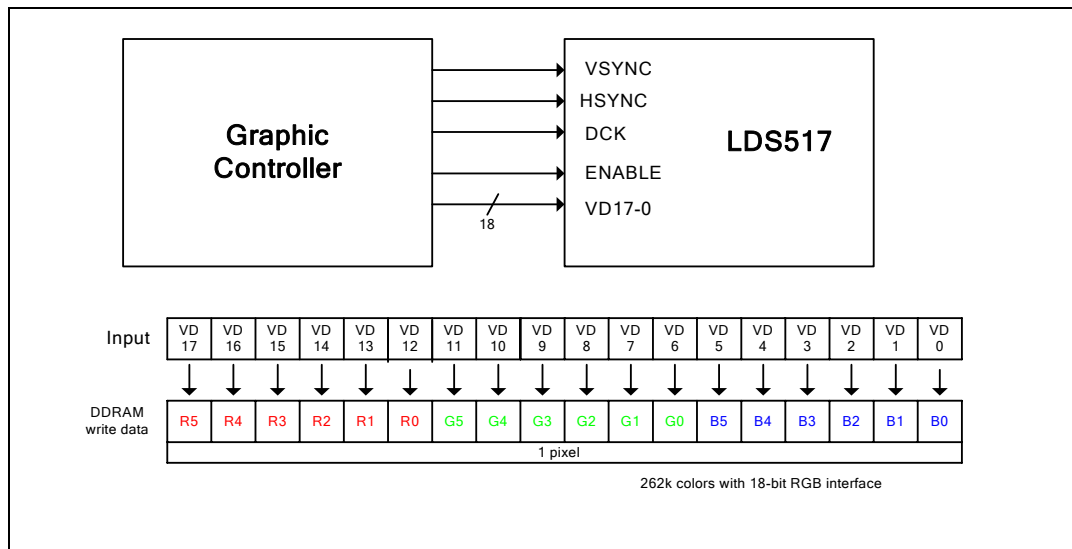 Graphic
Controller
VSYNC
HSYNC
DCK
ENABLE
VD17-0
18
LDS517
Input
VD VD VD VD VD VD VD VD VD VD VD VD VD VD VD VD VD VD
17 16 15 14 13 12 11 10 9 8 7 6 5 4 3 2 1 0
DDRAM
write data
R5 R4 R3 R2 R1 R0 G5 G4 G3 G2 G1 G0 B5 B4 B3 B2 B1 B0
1 pixel
262k colors with 18-bit RGB interface